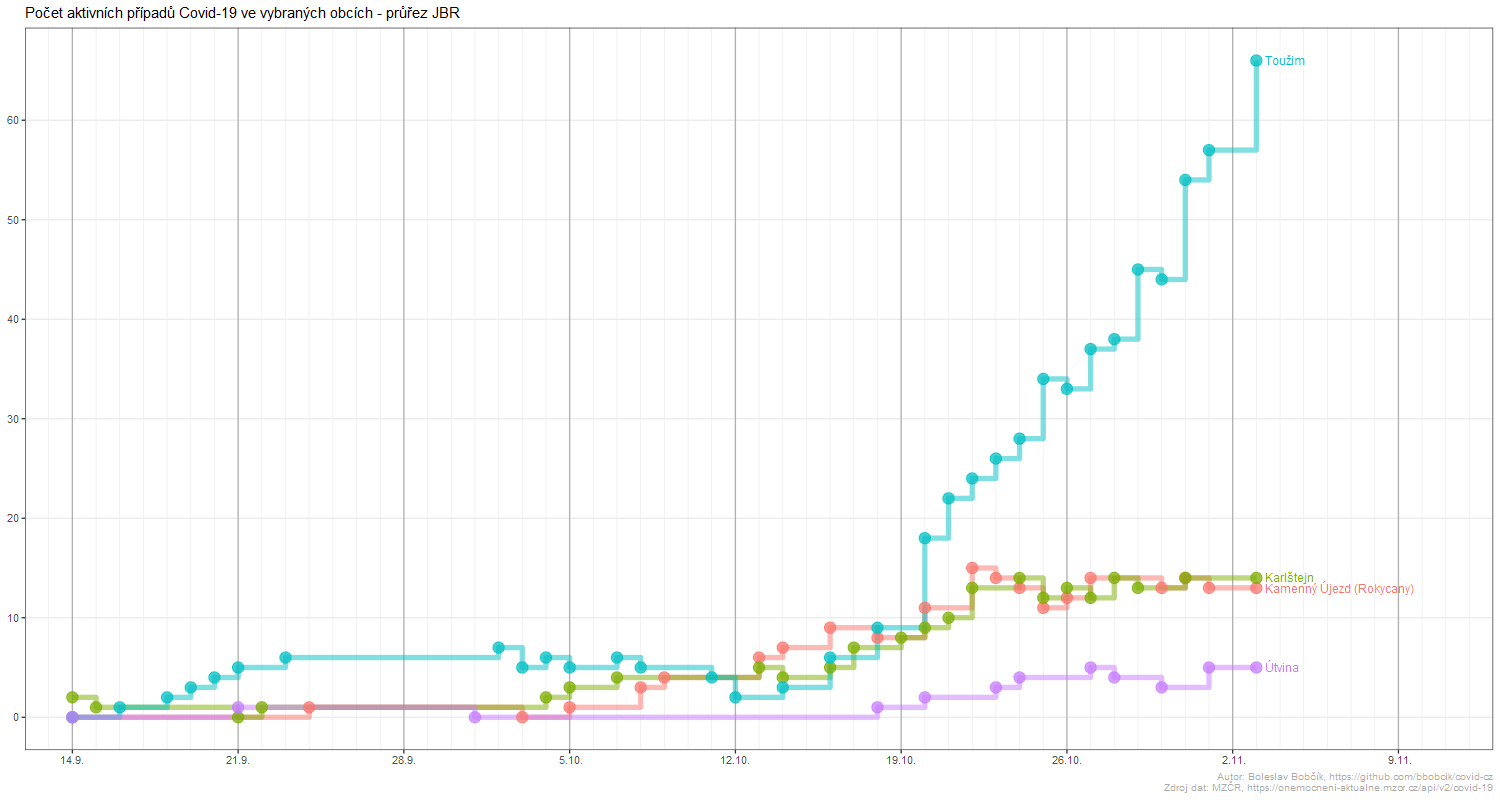 Počet aktivních případů Covid-19 ve vybraných obcích - průřez JBR
Toužim
60
50
40
30
20
Karlštejn
Kamenný Újezd (Rokycany)
10
Útvina
0
14.9. 21.9. 28.9. 5.10. 12.10. 19.10. 26.10. 2.11. 9.11.
Autor: Boleslav Bobčík, https://github.com/bbobcik/covid-cz
Zdroj dat: MZČR, https://onemocneni-aktualne.mzcr.cz/api/v2/covid-19